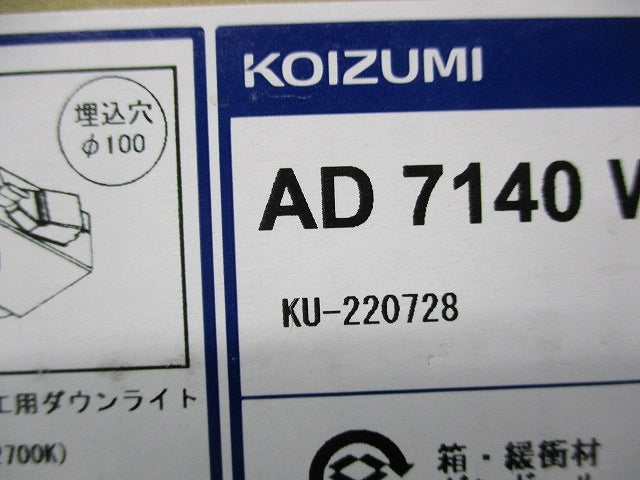 埋込穴
φ100
用ダウンライト
2700K)
KOIZUMI
AD 7140
KU-220728
箱・緩衝材